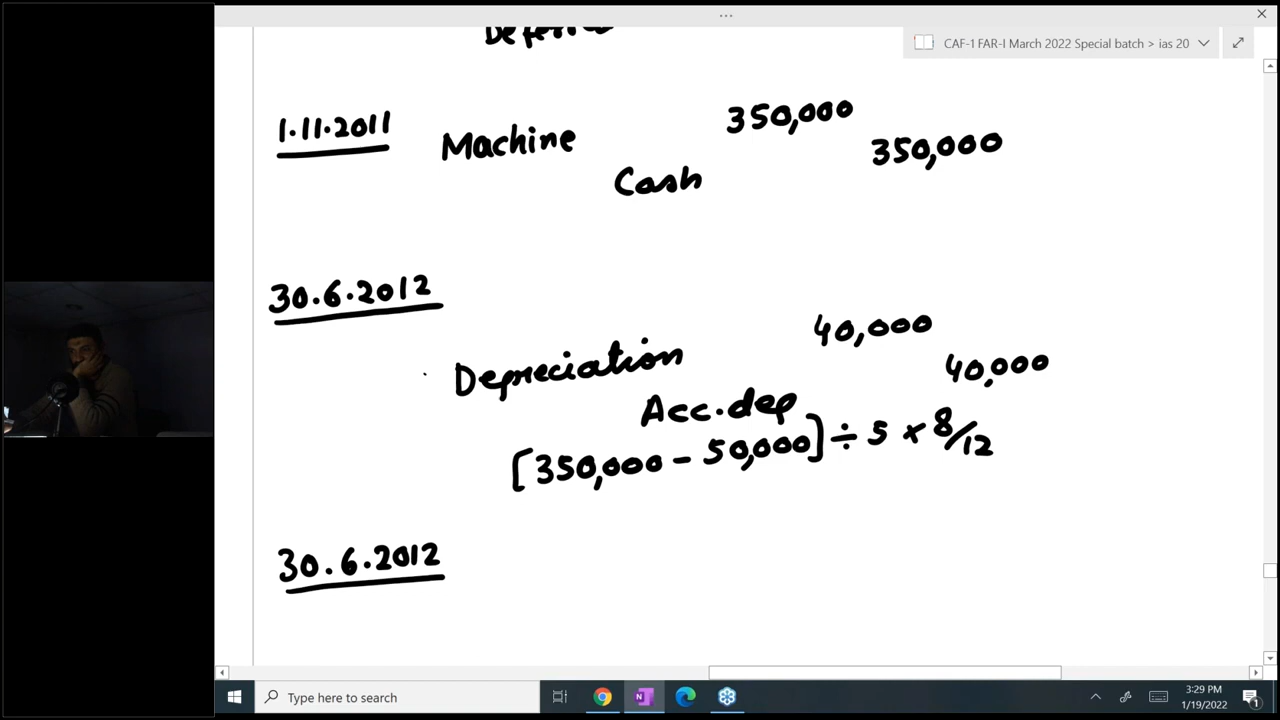 CAF-1 FAR-I March 2022 Special batch > ias 20
1.11.2011 Machine 350,000
Cash 350,000
30.6.2012
Depreciation 40,000
Acc.dep 40,000
[350,000 - 50,000] ÷ 5 × 8/12
30.6.2012
Type here to search
3:29 PM
1/19/2022
1